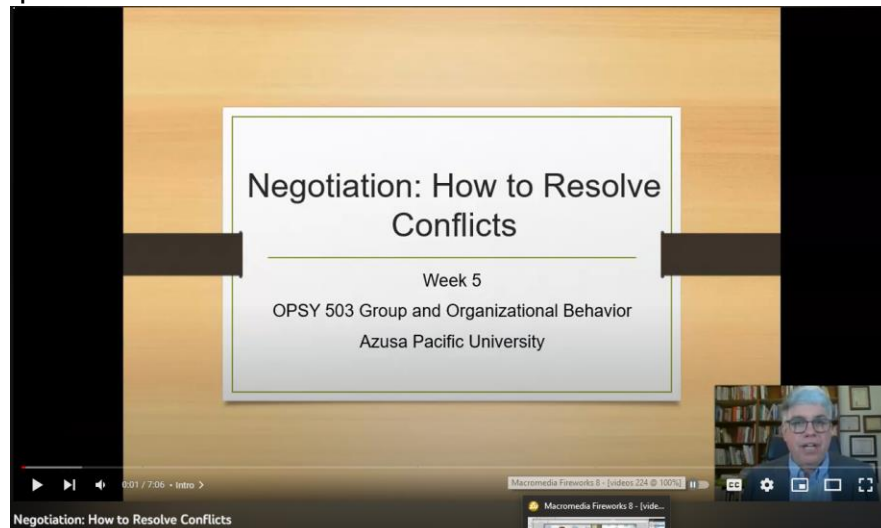 Negotiation: How to Resolve
Conflicts
Week 5
OPSY 503 Group and Organizational Behavior
Azusa Pacific University
0:01 / 7:06 • Intro >
Macromedia Fireworks 8 - [videos 224 @ 100%]
CC
Macromedia Fireworks 8 - [vide...
Negotiation: How to Resolve Conflicts